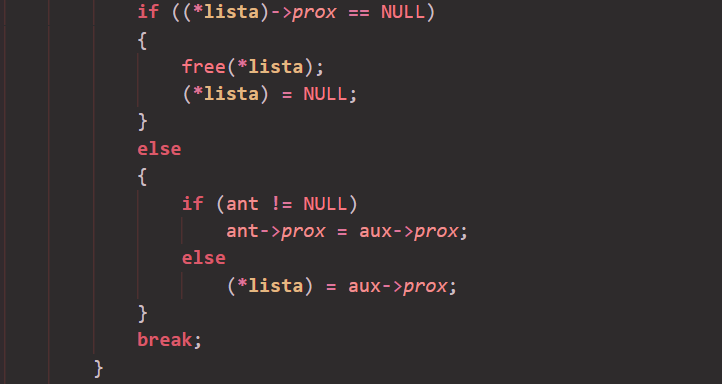 if ((*lista)->prox == NULL)
{
free(*lista);
(*lista) = NULL;
}
else
{
if (ant != NULL)
ant->prox = aux->prox;
else
(*lista) = aux->prox;
}
break;
}